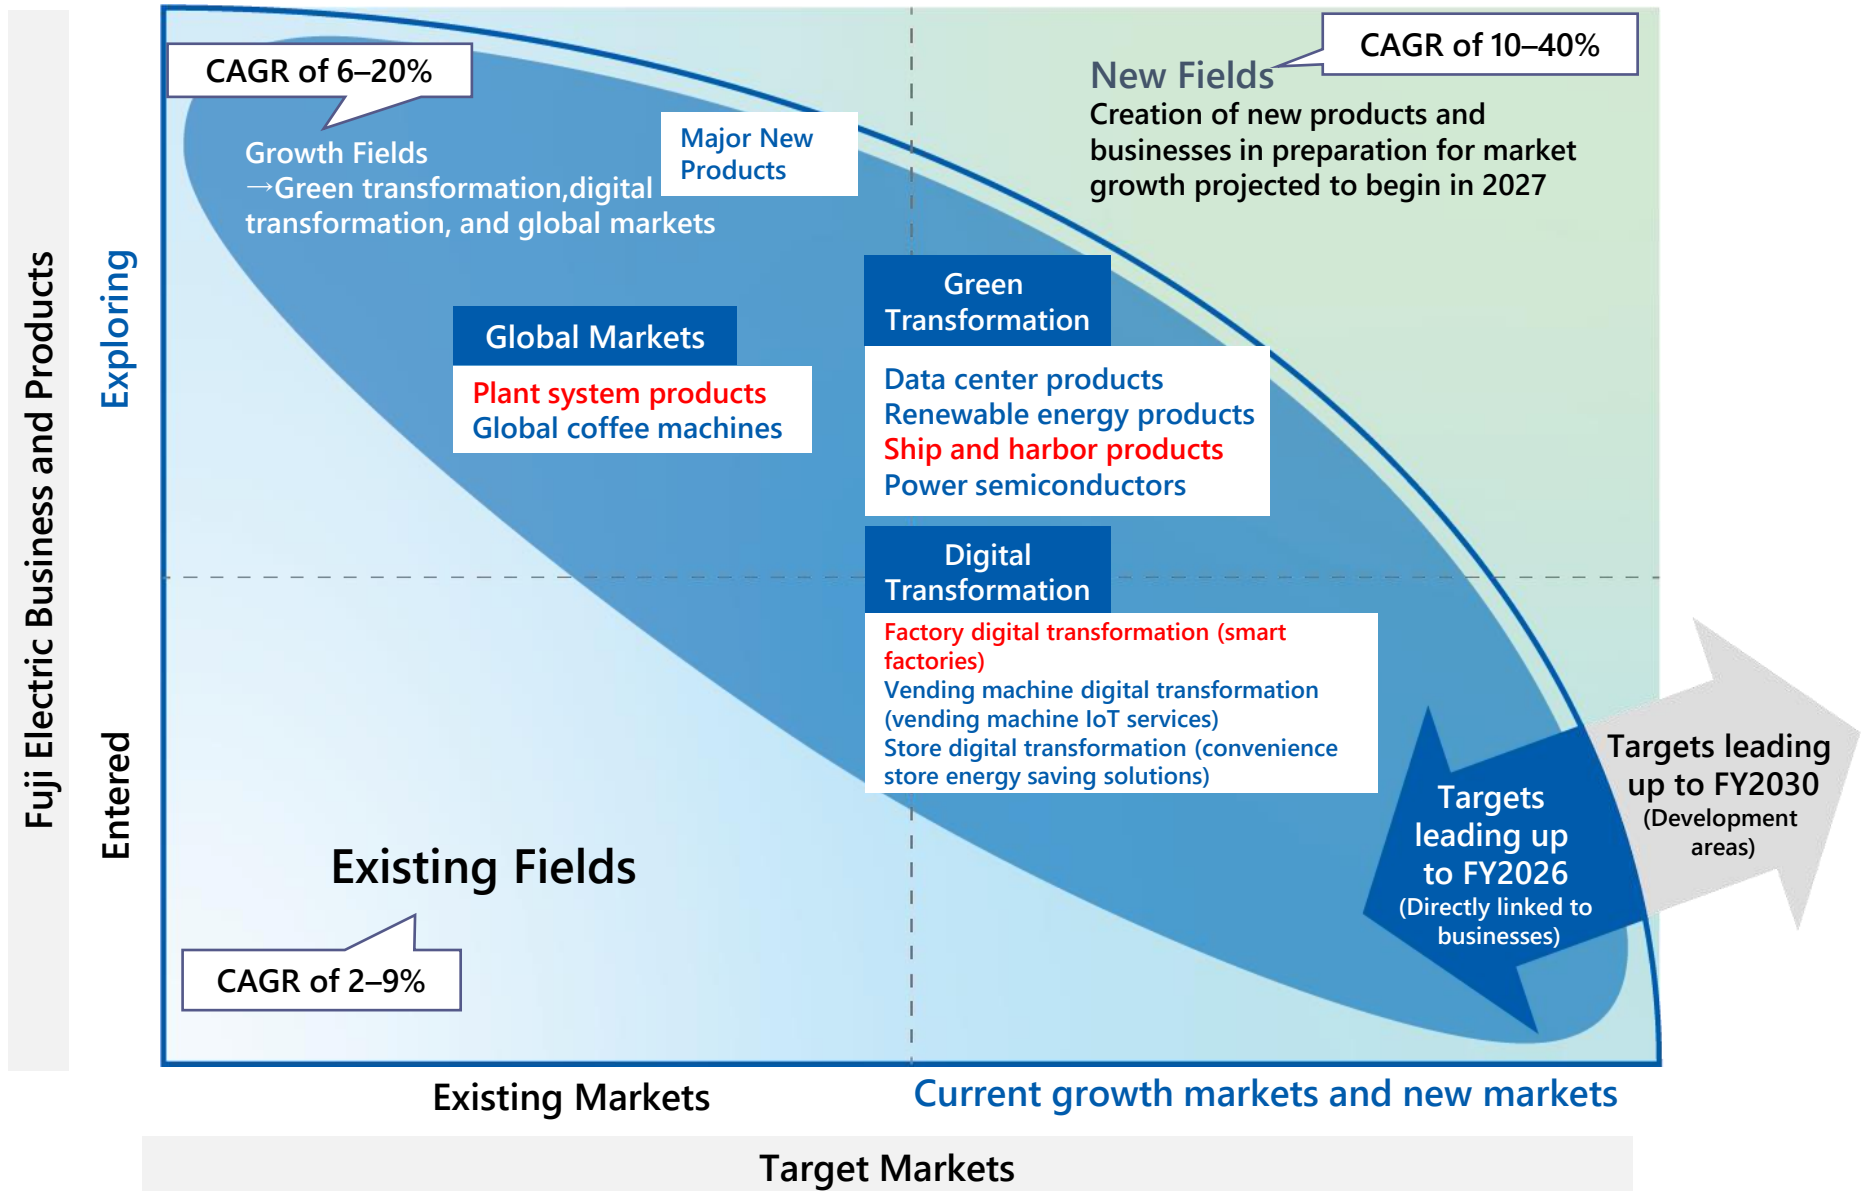 CAGR of 6–20%
CAGR of 10–40%
New Fields
Creation of new products and
businesses in preparation for market
growth projected to begin in 2027
Growth Fields
→Green transformation,digital
transformation, and global markets
Major New
Products
Fuji Electric Business and Products
Exploring
Entered
Global Markets
Plant system products
Global coffee machines
Green
Transformation
Data center products
Renewable energy products
Ship and harbor products
Power semiconductors
Digital
Transformation
Factory digital transformation (smart
factories)
Vending machine digital transformation
(vending machine IoT services)
Store digital transformation (convenience
store energy saving solutions)
Targets
leading up
to FY2026
(Directly linked to
businesses)
Targets leading
up to FY2030
(Development
areas)
Existing Fields
CAGR of 2–9%
Existing Markets
Current growth markets and new markets
Target Markets